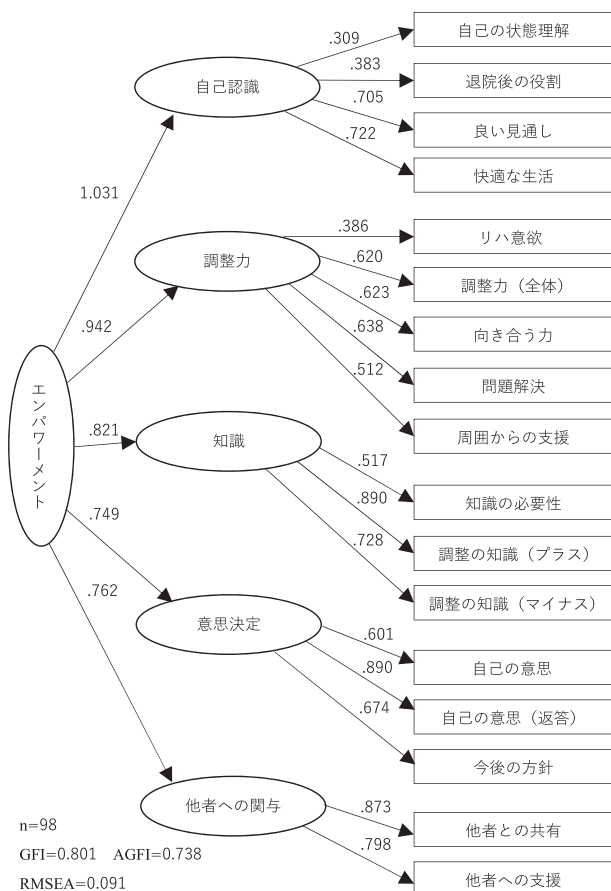 .309
自己の状態理解
.383
自己認識
退院後の役割
.705
良い見通し
.722
快適な生活
1.031
.386
リハ意欲
.620
調整力
調整力（全体）
.623
向き合う力
.942
.638
問題解決
.512
周囲からの支援
エンパワーメント
.821
知識
.517
知識の必要性
.890
調整の知識（プラス）
.728
調整の知識（マイナス）
.749
.762
意思決定
.601
自己の意思
.890
自己の意思（返答）
.674
今後の方針
他者への関与
.873
他者との共有
.798
他者への支援
n=98
GFI=0.801 AGFI=0.738
RMSEA=0.091